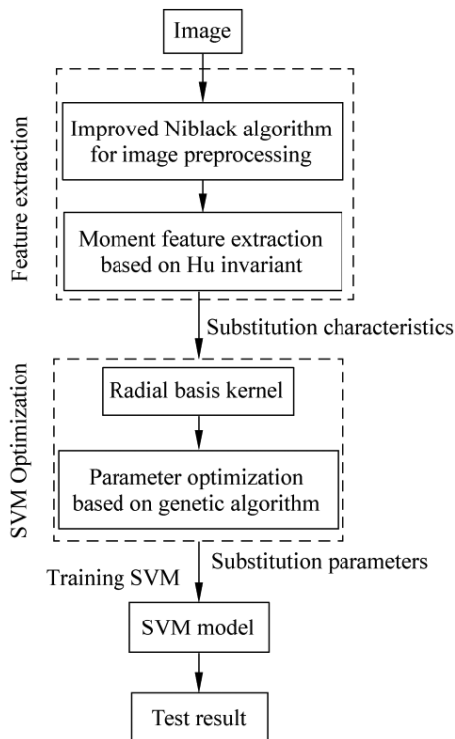 Image
Feature extraction
Improved Niblack algorithm
for image preprocessing
Moment feature extraction
based on Hu invariant
Substitution characteristics
SVM Optimization
Radial basis kernel
Parameter optimization
based on genetic algorithm
Substitution parameters
Training SVM
SVM model
Test result